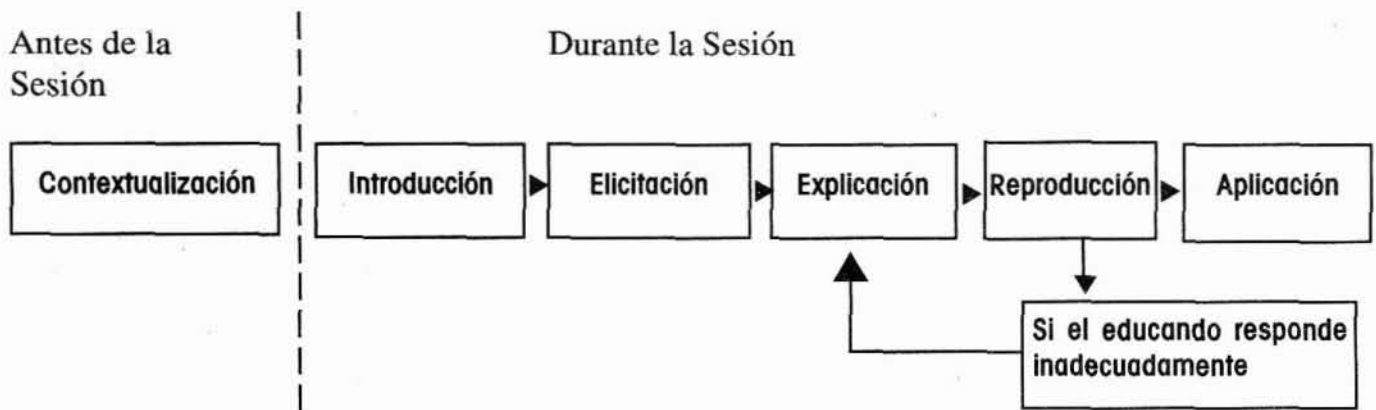 Antes de la
Sesión
Durante la Sesión
Contextualización
Introducción
Elicitación
Explicación
Reproducción
Aplicación
Si el educando responde
inadecuadamente